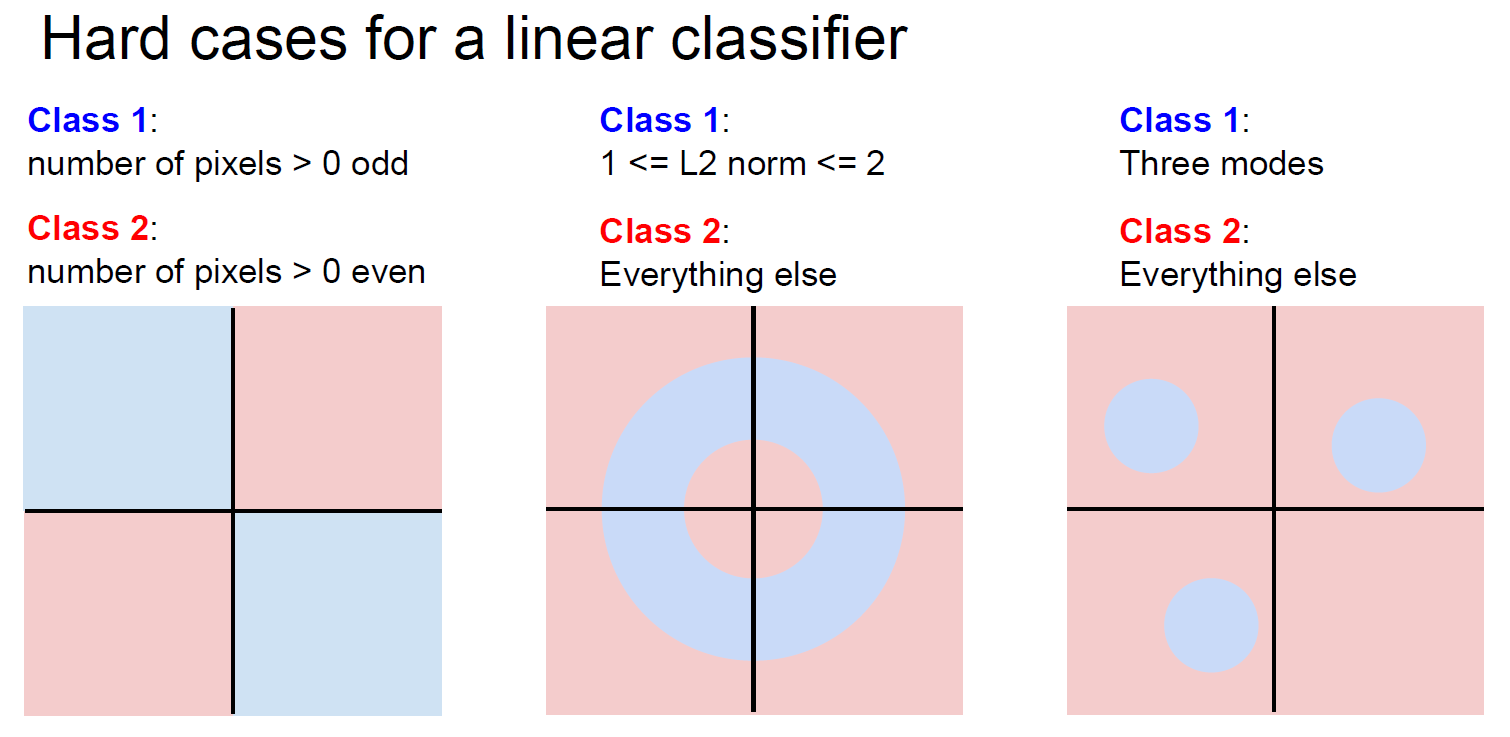 Hard cases for a linear classifier
Class 1:
number of pixels > 0 odd
Class 2:
number of pixels > 0 even
Class 1:
1 <= L2 norm <= 2
Class 2:
Everything else
Class 1:
Three modes
Class 2:
Everything else